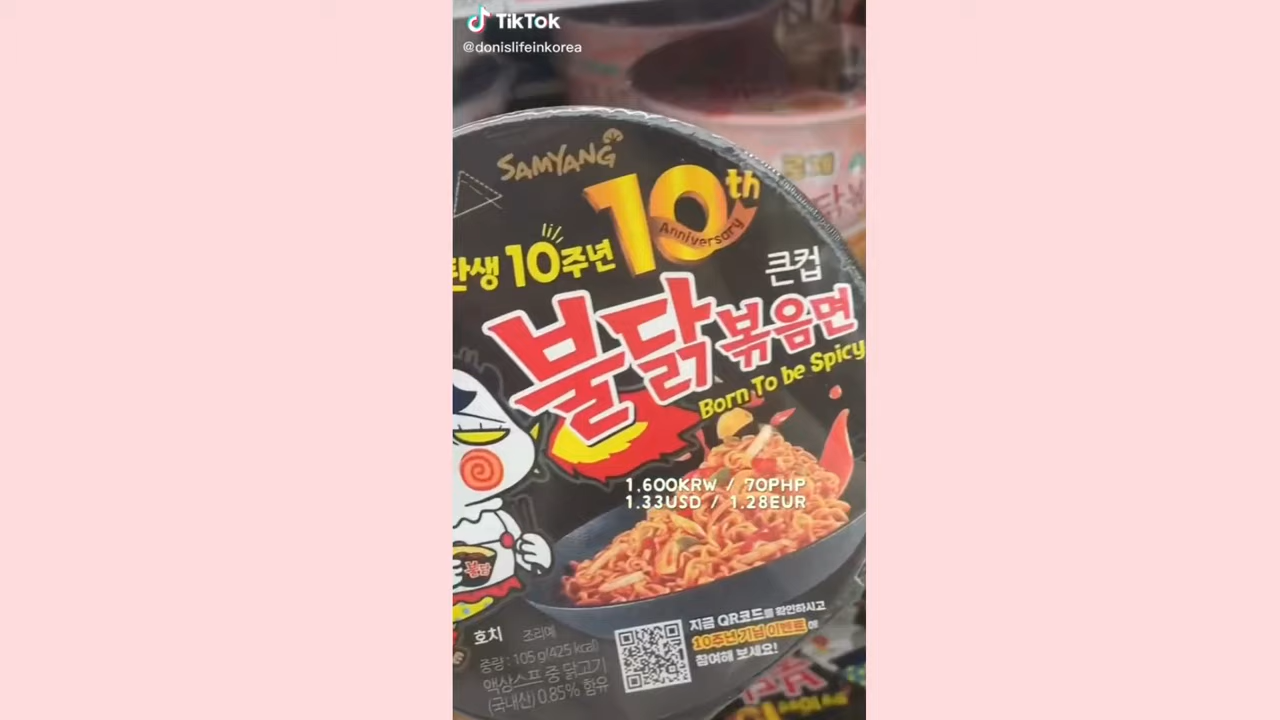 TikTok
@donislifeinkorea
SAMYANG
10th
Anniversary
탄생 10주년
큰컵
불닭볶음면
Born To be Spicy
1,600KRW / 70PHP
1.33USD / 1.28EUR
불닭
호치
조리예
중량 : 105 g(425 kcal)
액상스프 중 닭고기
(국내산) 0.85% 함유
지금 QR코드를 확인하시고
10주년 기념 이벤트에
참여해 보세요!